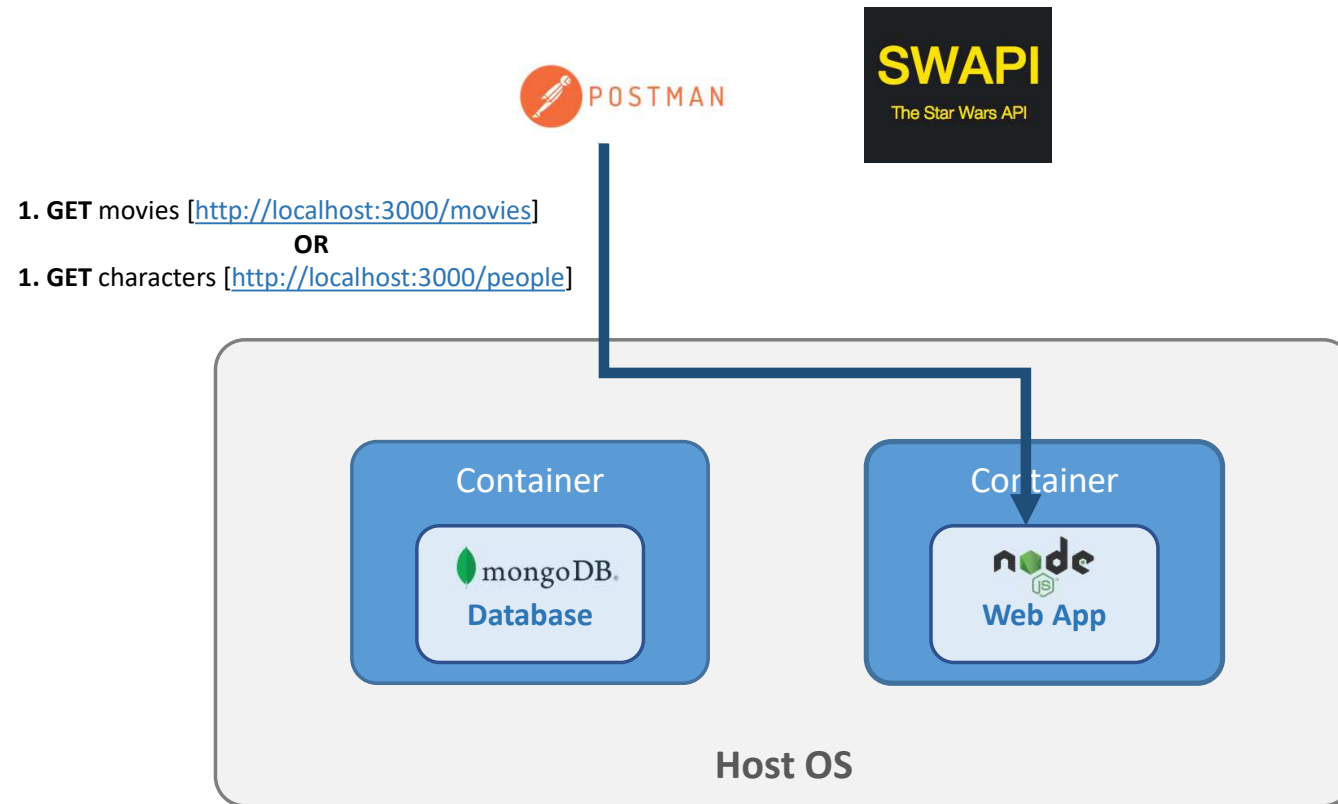 POSTMAN
SWAPI
The Star Wars API
1. GET movies [http://localhost:3000/movies]
OR
1. GET characters [http://localhost:3000/people]
Container
Container
mongoDB.
Database
node
JS
Web App
Host OS